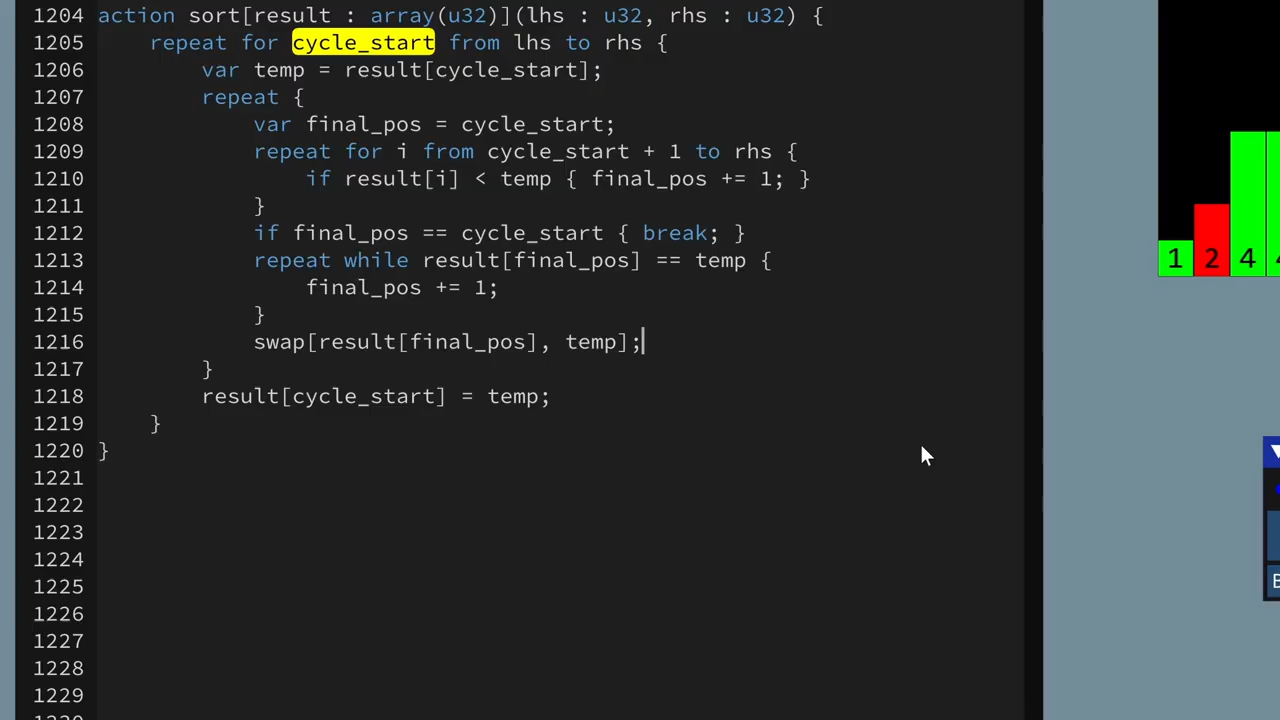 1204 action sort[result : array(u32)](lhs : u32, rhs : u32) {
1205     repeat for cycle_start from lhs to rhs {
1206         var temp = result[cycle_start];
1207         repeat {
1208             var final_pos = cycle_start;
1209             repeat for i from cycle_start + 1 to rhs {
1210                 if result[i] < temp { final_pos += 1; }
1211             }
1212             if final_pos == cycle_start { break; }
1213             repeat while result[final_pos] == temp {
1214                 final_pos += 1;
1215             }
1216             swap[result[final_pos], temp];
1217         }
1218         result[cycle_start] = temp;
1219     }
1220 }
1221
1222
1223
1224
1225
1226
1227
1228
1229
1 2 4